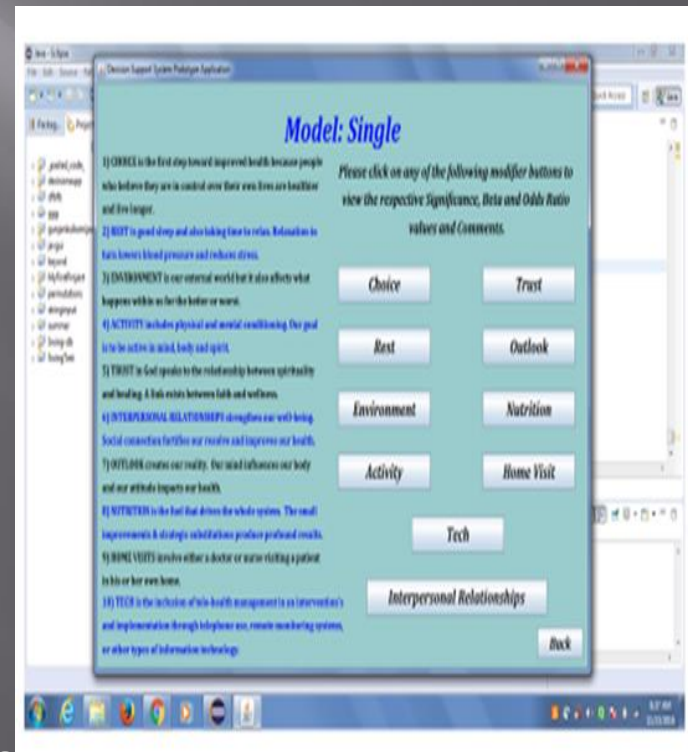 Java - Eclipse
Decision Support System Prototype Application
Model: Single
1) CHOICE is the first step toward improved health because people
who believe they are in control over their own lives are healthier
and live longer.
2) REST is good sleep and also taking time to relax. Relaxation in
turn lowers blood pressure and reduces stress.
3) ENVIRONMENT is our external world but it also affects what
happens within us for the better or worst.
4) ACTIVITY includes physical and mental conditioning. Our goal
is to be active in mind, body and spirit.
5) TRUST in God speaks to the relationship between spirituality
and healing. A link exists between faith and wellness.
6) INTERPERSONAL RELATIONSHIPS strengthens our well-being.
Social connection fortifies our resolve and improves our health.
7) OUTLOOK creates our reality. Our mind influences our body
and our attitude impacts our health.
8) NUTRITION is the fuel that drives the whole system. The small
improvements & strategic substitutions produce profound results.
9) HOME VISITS involve either a doctor or nurse visiting a patient
in his or her own home.
10) TECH is the inclusion of tele-health management in an intervention's
and implementation through telephone use, remote monitoring systems,
or other types of information technology.
Please click on any of the following modifier buttons to
view the respective Significance, Beta and Odds Ratio
values and Comments.
Choice
Trust
Rest
Outlook
Environment
Nutrition
Activity
Home Visit
Tech
Interpersonal Relationships
Back